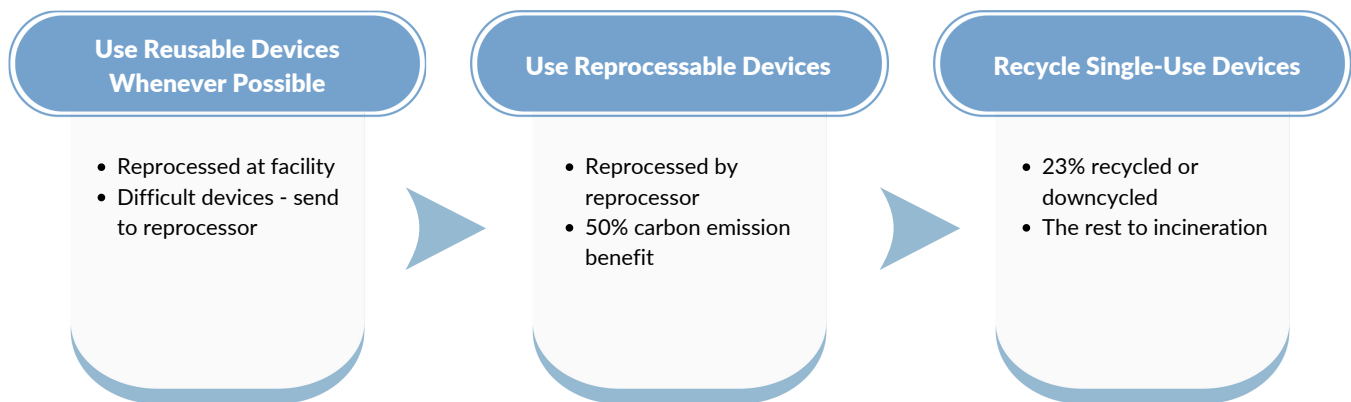 Use Reusable Devices
Whenever Possible
• Reprocessed at facility
• Difficult devices - send
to reprocessor
Use Reprocessable Devices
• Reprocessed by
reprocessor
• 50% carbon emission
benefit
Recycle Single-Use Devices
• 23% recycled or
downcycled
• The rest to incineration